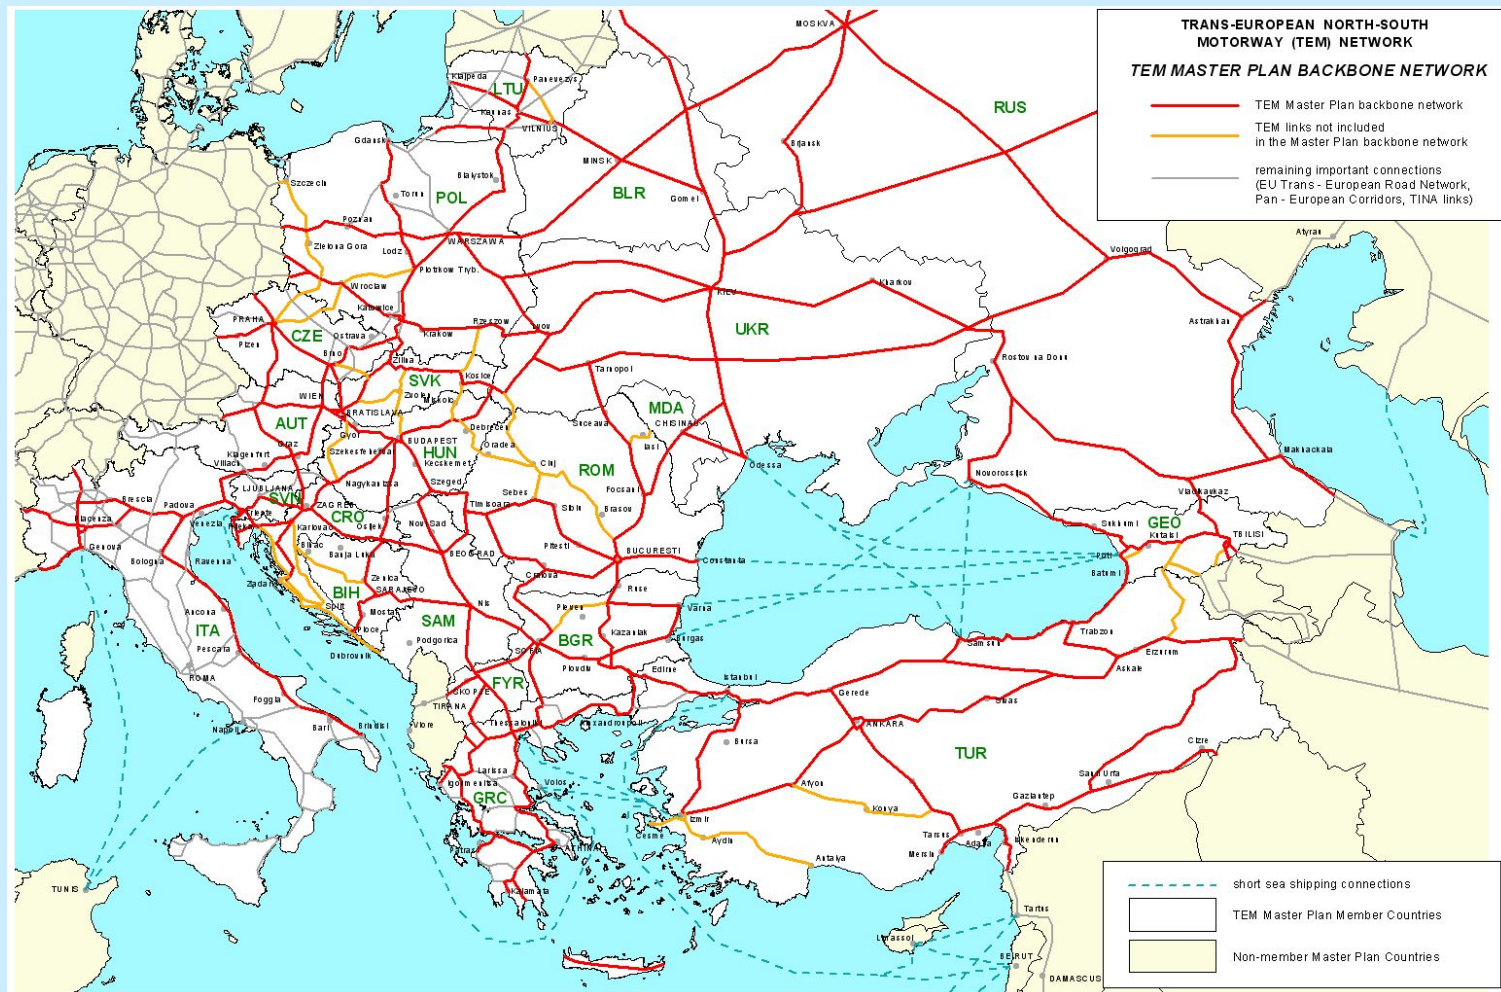 TRANS-EUROPEAN NORTH-SOUTH
MOTORWAY (TEM) NETWORK
TEM MASTER PLAN BACKBONE NETWORK
TEM Master Plan backbone network
TEM links not included
in the Master Plan backbone network
remaining important connections
(EU Trans - European Road Network,
Pan - European Corridors, TINA links)
MOSKVA
RUS
Klajpeda
Panevezys
LTU
Kaunas
VILNIUS
Gdansk
MINSK
Brjansk
Bialystok
Szczecin
Torun
POL
BLR
Gomel
Poznan
Zielona Gora
Lodz
WARSZAWA
Volgograd
Atyrau
Piotrkow Tryb.
Wroclaw
KIEV
Kharkov
Katowice
PRAHA
CZE
Ostrava
Krakow
Rzeszow
Lvov
UKR
Astrakhan
Plzen
Brno
Zilina
Rostov na Donu
SVK
Kosice
Tarnopol
WIEN
Zvolen
Miskolc
BRATISLAVA
MDA
AUT
Gyor
Debrecen
Suceava
CHISINAU
Graz
BUDAPEST
Oradea
Iasi
Klagenfurt
Villach
Szekesfehervar
HUN
Kecskemet
Cluj
ROM
Odessa
Makhackala
Novorossijsk
LJUBLJANA
Nagykanizsa
Szeged
Sebes
Focsani
Vladikavkaz
Brescia
Padova
SVN
ZAGREB
Timisoara
Sibiu
Brasov
Piacenza
Venezia
Trieste
Rijeka
Karlovac
CRO
Osijek
Novi Sad
Sukhumi
GEO
Kutaisi
TBILISI
Genova
Bologna
Ravenna
Bihac
Banja Luka
BEOGRAD
Pitesti
BUCURESTI
Constanta
Poti
Batumi
Zadar
Zenica
BIH
SARAJEVO
Craiova
Ruse
Ancona
Split
Mostar
SAM
Nis
Pleven
Varna
ITA
Ploce
Podgorica
BGR
Kazanlak
Burgas
Trabzon
Samsun
Pescara
Dubrovnik
SOFIA
Plovdiv
Edirne
Erzurum
Askale
ROMA
FYR
SKOPJE
Istanbul
Gerede
Sivas
Foggia
TIRANA
Napoli
Bari
Brindisi
Vlore
Thessaloniki
Alexandroupoli
ANKARA
Bursa
TUR
Cizre
Larissa
Igoumenitsa
Volos
Afyon
Sanli Urfa
GRC
Konya
Gaziantep
Izmir
Cesme
Aydin
Tarsus
Adana
Iskenderun
Patras
ATHINA
Mersin
Antalya
Kalamata
TUNIS
Tartus
Limassol
BEIRUT
DAMASCUS
short sea shipping connections
TEM Master Plan Member Countries
Non-member Master Plan Countries